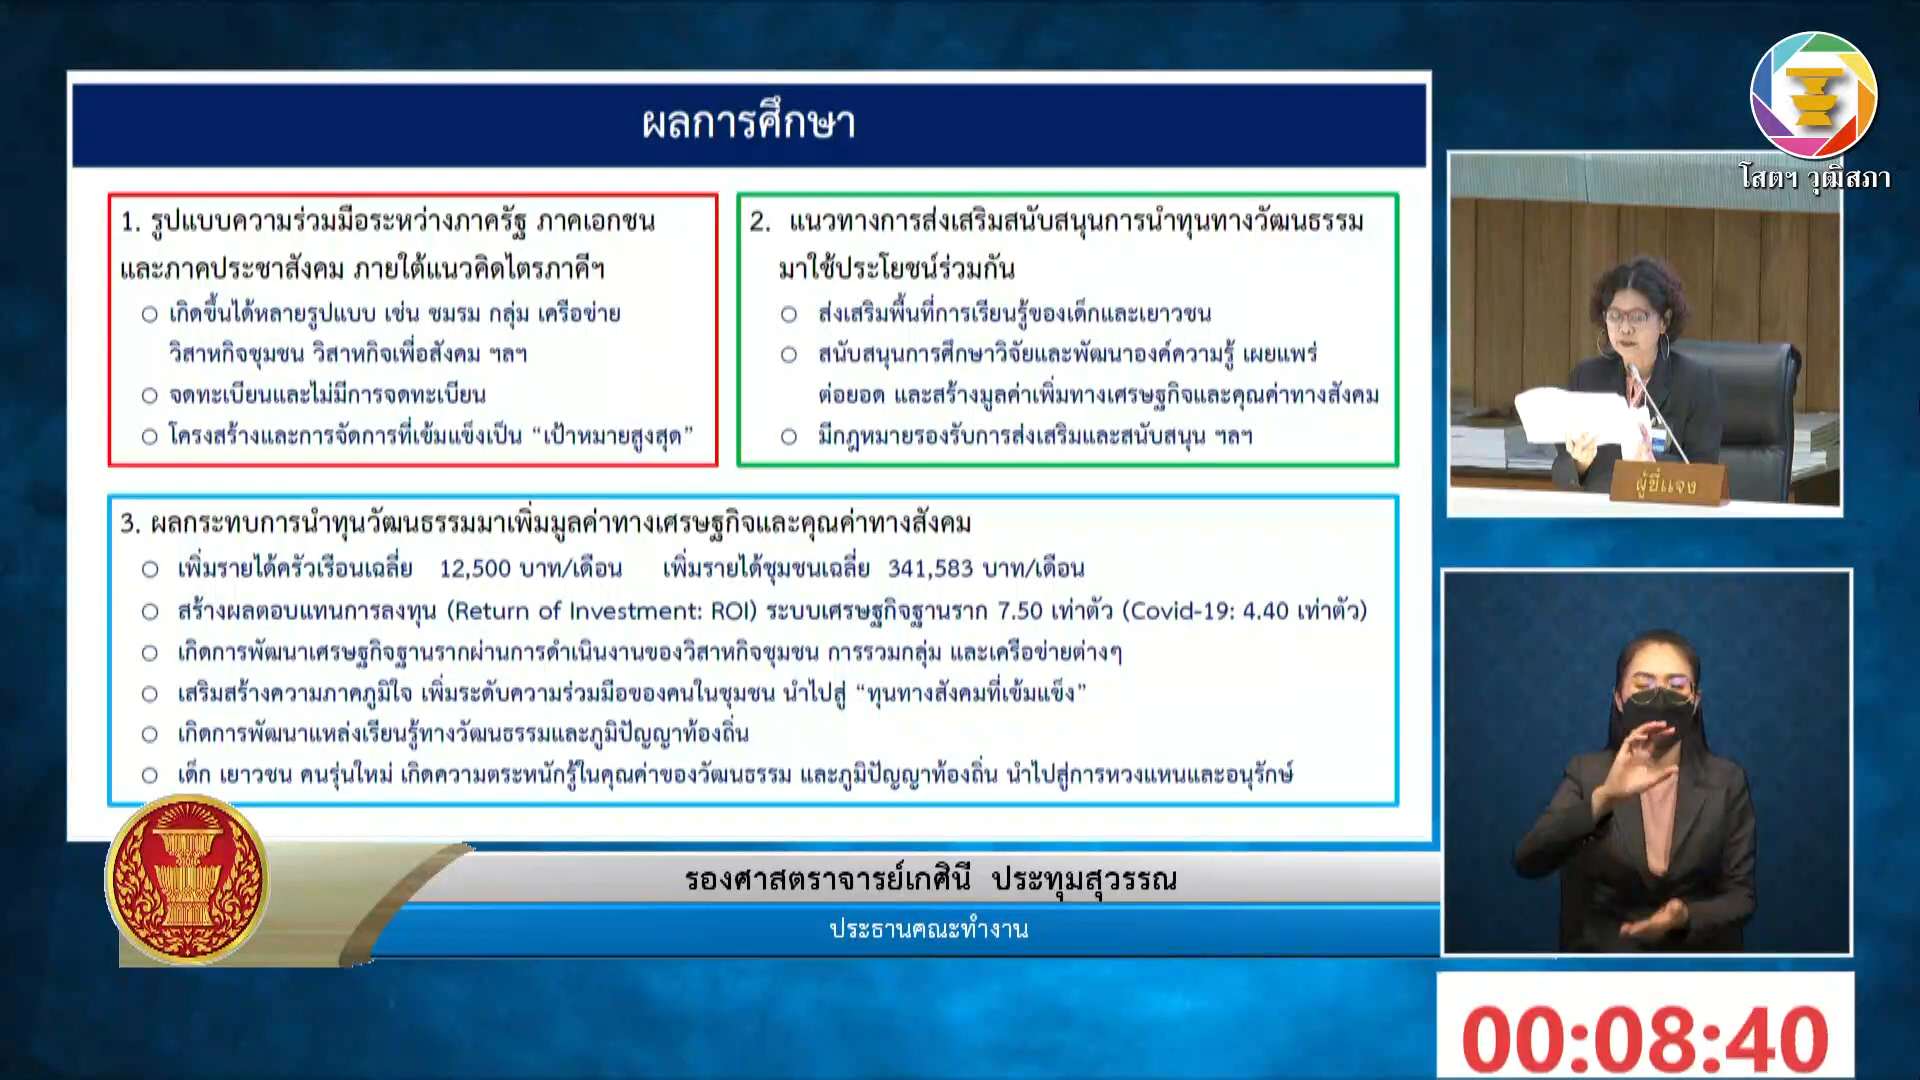 โสตฯ วุฒิสภา
ผลการศึกษา
1. รูปแบบความร่วมมือระหว่างภาครัฐ ภาคเอกชน
และภาคประชาสังคม ภายใต้แนวคิดไตรภาคีฯ
เกิดขึ้นได้หลายรูปแบบ เช่น ชมรม กลุ่ม เครือข่าย
วิสาหกิจชุมชน วิสาหกิจเพื่อสังคม ฯลฯ
จดทะเบียนและไม่มีการจดทะเบียน
โครงสร้างและการจัดการที่เข้มแข็งเป็น “เป้าหมายสูงสุด”
2. แนวทางการส่งเสริมสนับสนุนการนำทุนทางวัฒนธรรม
มาใช้ประโยชน์ร่วมกัน
ส่งเสริมพื้นที่การเรียนรู้ของเด็กและเยาวชน
สนับสนุนการศึกษาวิจัยและพัฒนาองค์ความรู้ เผยแพร่
ต่อยอด และสร้างมูลค่าเพิ่มทางเศรษฐกิจและคุณค่าทางสังคม
มีกฎหมายรองรับการส่งเสริมและสนับสนุน ฯลฯ
3. ผลกระทบการนำทุนวัฒนธรรมมาเพิ่มมูลค่าทางเศรษฐกิจและคุณค่าทางสังคม
เพิ่มรายได้ครัวเรือนเฉลี่ย 12,500 บาท/เดือน เพิ่มรายได้ชุมชนเฉลี่ย 341,583 บาท/เดือน
สร้างผลตอบแทนการลงทุน (Return of Investment: ROI) ระบบเศรษฐกิจฐานราก 7.50 เท่าตัว (Covid-19: 4.40 เท่าตัว)
เกิดการพัฒนาเศรษฐกิจฐานรากผ่านการดำเนินงานของวิสาหกิจชุมชน การรวมกลุ่ม และเครือข่ายต่างๆ
เสริมสร้างความภาคภูมิใจ เพิ่มระดับความร่วมมือของคนในชุมชน นำไปสู่ “ทุนทางสังคมที่เข้มแข็ง”
เกิดการพัฒนาแหล่งเรียนรู้ทางวัฒนธรรมและภูมิปัญญาท้องถิ่น
เด็ก เยาวชน คนรุ่นใหม่ เกิดความตระหนักรู้ในคุณค่าของวัฒนธรรม และภูมิปัญญาท้องถิ่น นำไปสู่การหวงแหนและอนุรักษ์
ผู้ชี้แจง
รองศาสตราจารย์เกศินี ประทุมสุวรรณ
ประธานคณะทำงาน
00:08:40